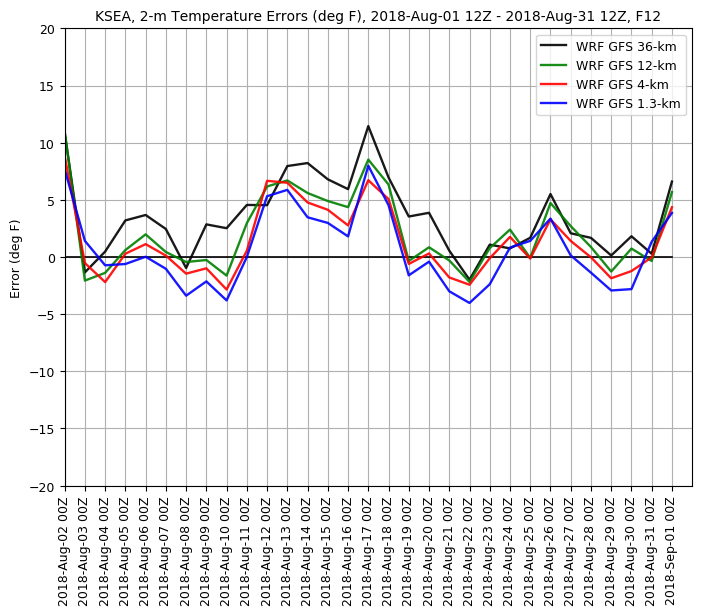 KSEA, 2-m Temperature Errors (deg F), 2018-Aug-01 12Z - 2018-Aug-31 12Z, F12
WRF GFS 36-km
WRF GFS 12-km
WRF GFS 4-km
WRF GFS 1.3-km
Error (deg F)
20
15
10
5
0
−5
−10
−15
−20
2018-Aug-02 00Z
2018-Aug-03 00Z
2018-Aug-04 00Z
2018-Aug-05 00Z
2018-Aug-06 00Z
2018-Aug-07 00Z
2018-Aug-08 00Z
2018-Aug-09 00Z
2018-Aug-10 00Z
2018-Aug-11 00Z
2018-Aug-12 00Z
2018-Aug-13 00Z
2018-Aug-14 00Z
2018-Aug-15 00Z
2018-Aug-16 00Z
2018-Aug-17 00Z
2018-Aug-18 00Z
2018-Aug-19 00Z
2018-Aug-20 00Z
2018-Aug-21 00Z
2018-Aug-22 00Z
2018-Aug-23 00Z
2018-Aug-24 00Z
2018-Aug-25 00Z
2018-Aug-26 00Z
2018-Aug-27 00Z
2018-Aug-28 00Z
2018-Aug-29 00Z
2018-Aug-30 00Z
2018-Aug-31 00Z
2018-Sep-01 00Z